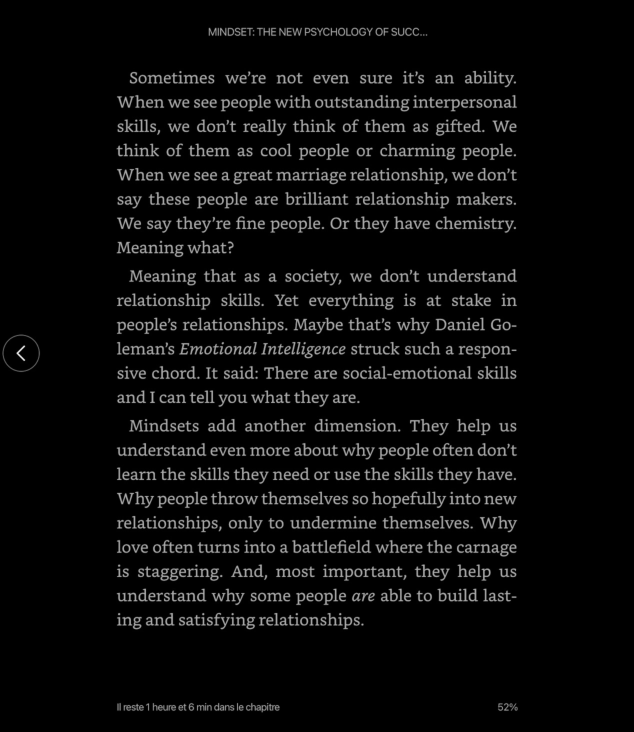 MINDSET: THE NEW PSYCHOLOGY OF SUCC...
Sometimes we’re not even sure it’s an ability.
When we see people with outstanding interpersonal
skills, we don’t really think of them as gifted. We
think of them as cool people or charming people.
When we see a great marriage relationship, we don’t
say these people are brilliant relationship makers.
We say they’re fine people. Or they have chemistry.
Meaning what?
Meaning that as a society, we don’t understand
relationship skills. Yet everything is at stake in
people’s relationships. Maybe that’s why Daniel Go-
leman’s Emotional Intelligence struck such a respon-
sive chord. It said: There are social-emotional skills
and I can tell you what they are.
Mindsets add another dimension. They help us
understand even more about why people often don’t
learn the skills they need or use the skills they have.
Why people throw themselves so hopefully into new
relationships, only to undermine themselves. Why
love often turns into a battlefield where the carnage
is staggering. And, most important, they help us
understand why some people are able to build last-
ing and satisfying relationships.
Il reste 1 heure et 6 min dans le chapitre
52%